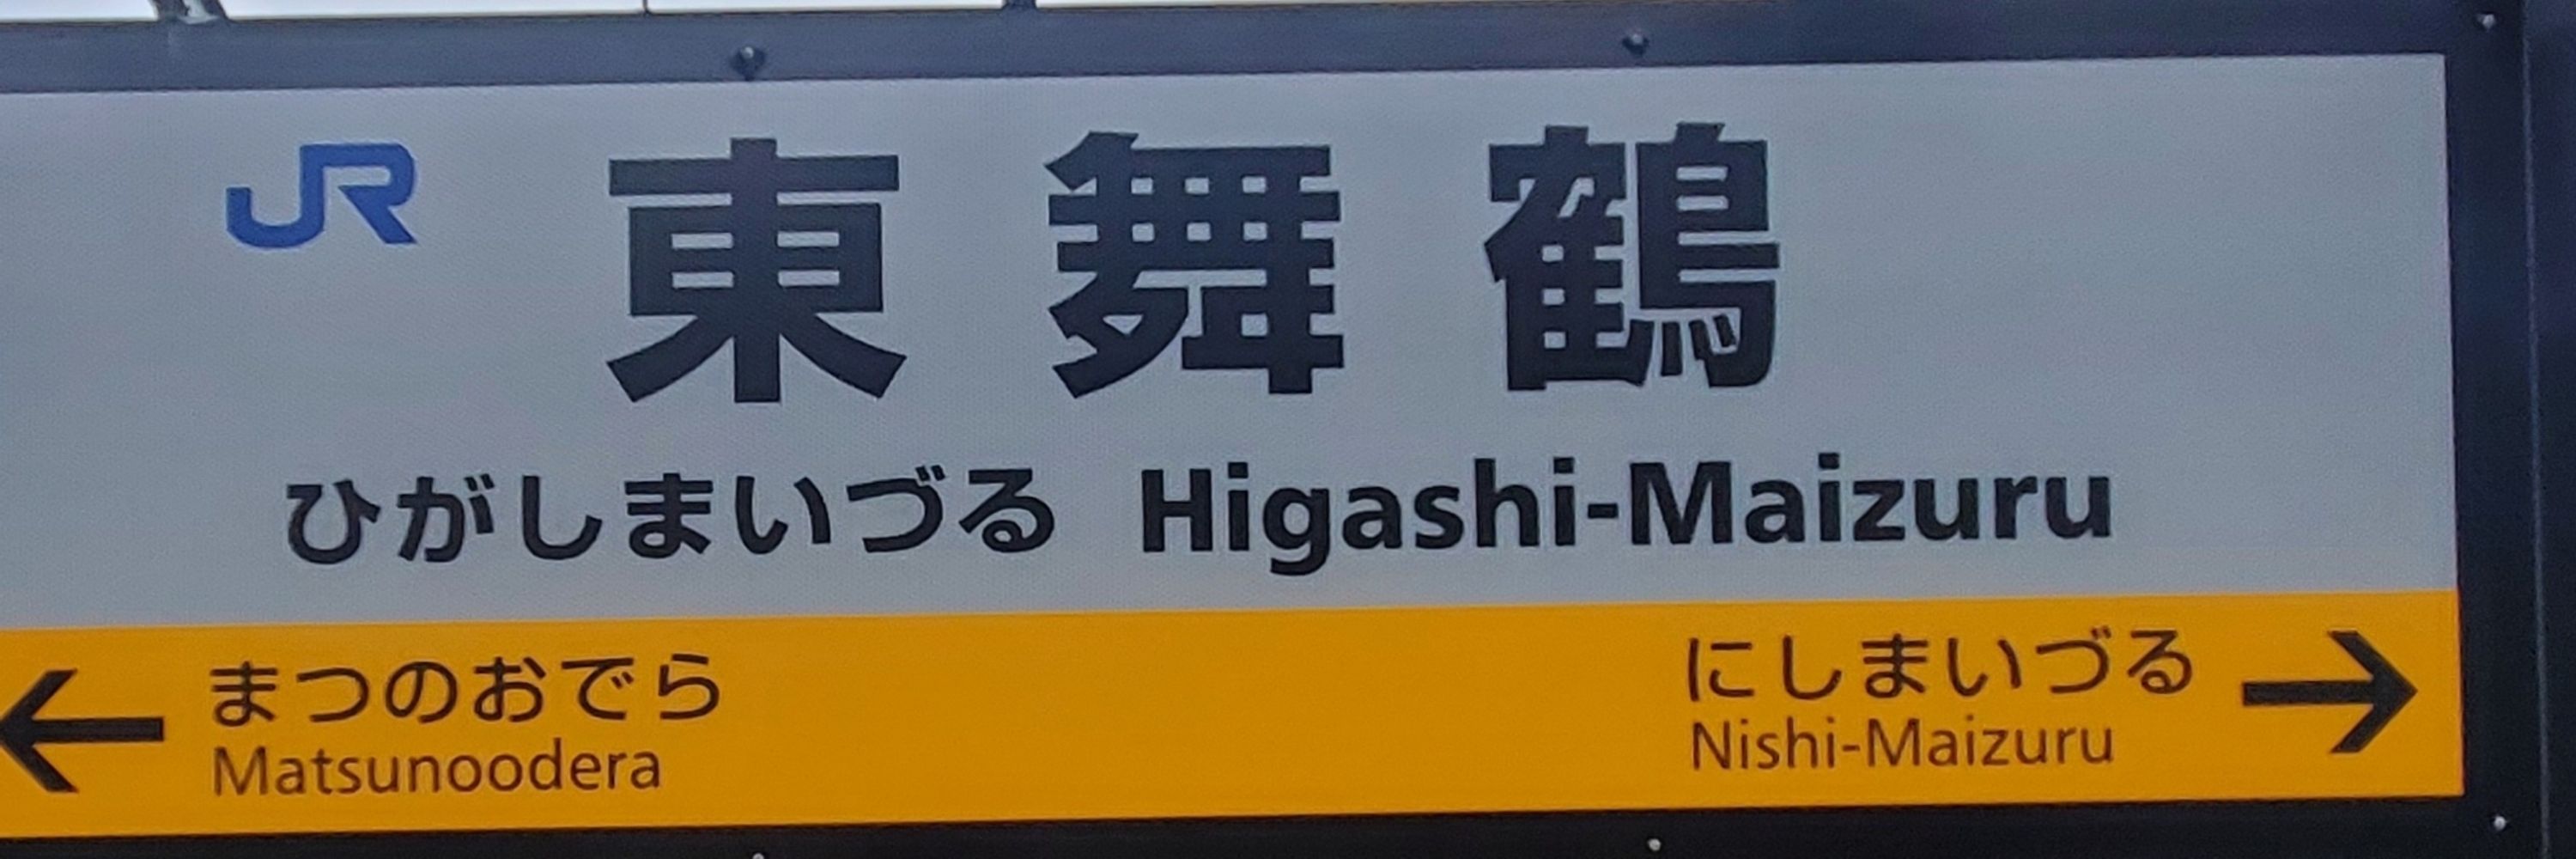 JR 東舞鶴
ひがしまいづる Higashi-Maizuru
← まつのおでら
Matsunoodera
にしまいづる →
Nishi-Maizuru